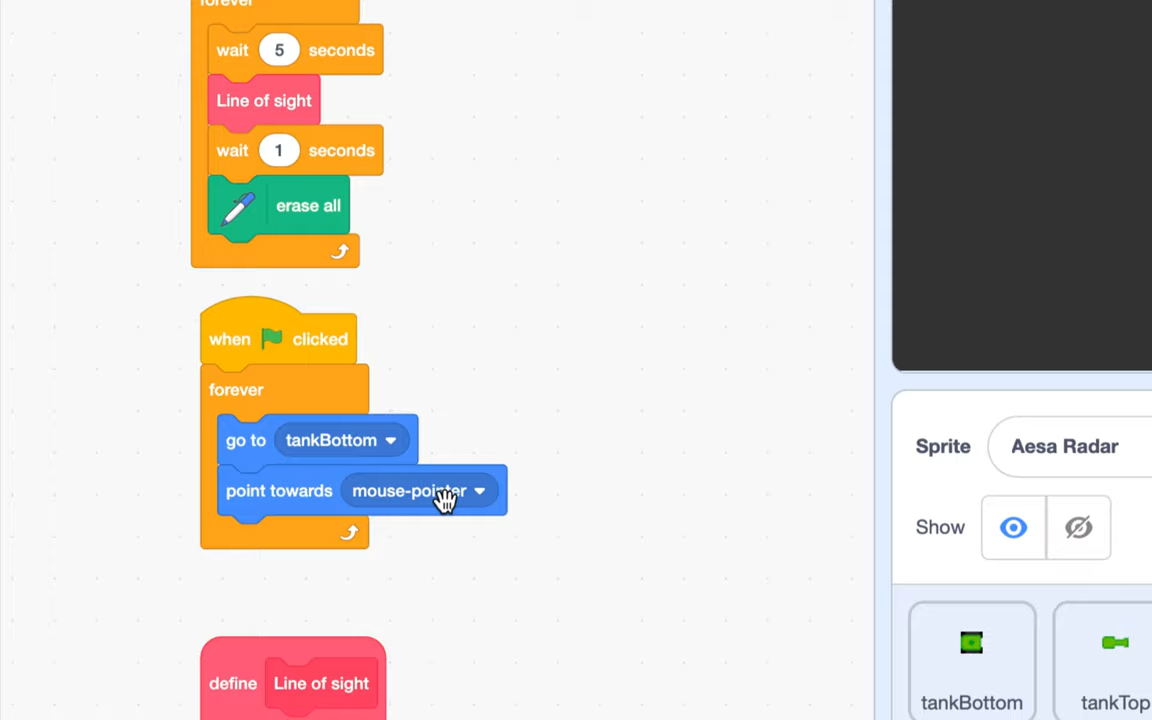 forever
wait 5 seconds
Line of sight
wait 1 seconds
erase all
when clicked
forever
go to tankBottom
point towards mouse-pointer
define Line of sight
Sprite Aesa Radar
Show
tankBottom tankTop